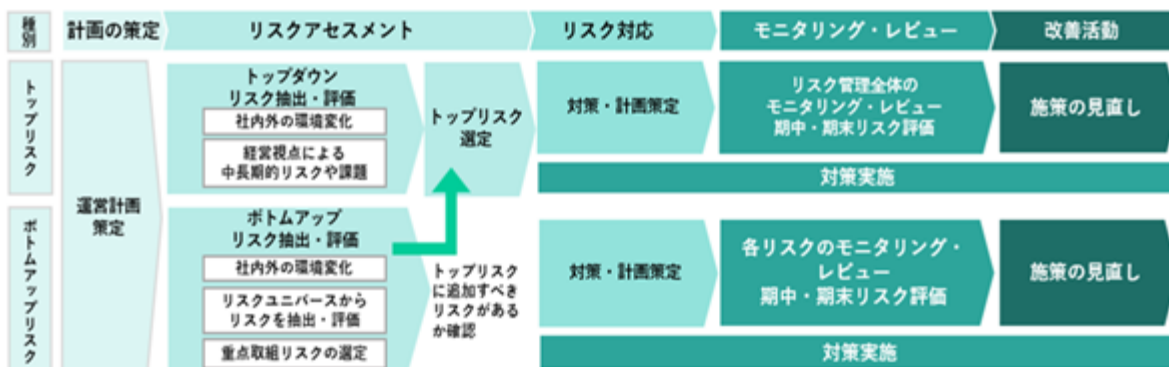 種別
計画の策定
リスクアセスメント
リスク対応
モニタリング・レビュー
改善活動
トップリスク
ボトムアップリスク
運営計画
策定
トップダウン
リスク抽出・評価
社内外の環境変化
経営視点による
中長期的リスクや課題
トップリスク
選定
対策・計画策定
リスク管理全体の
モニタリング・レビュー
期中・期末リスク評価
施策の見直し
対策実施
ボトムアップ
リスク抽出・評価
社内外の環境変化
リスクユニバースから
リスクを抽出・評価
重点取組リスクの選定
トップリスク
に追加すべき
リスクがある
か確認
対策・計画策定
各リスクのモニタリング・
レビュー
期中・期末リスク評価
施策の見直し
対策実施